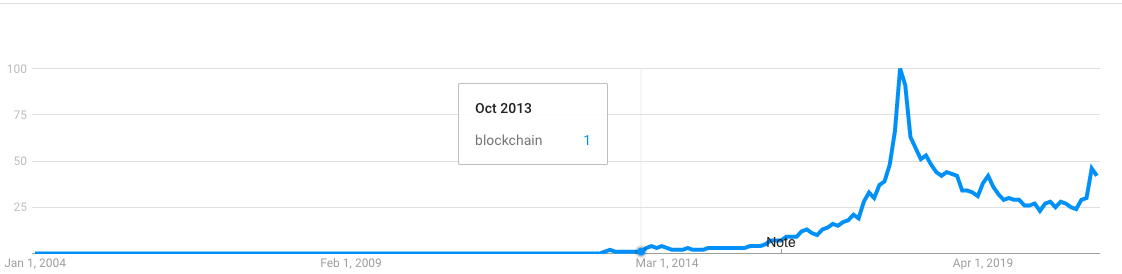 100
Oct 2013
75
blockchain 1
50
25
Note
Jan 1, 2004 Feb 1, 2009 Mar 1, 2014 Apr 1, 2019